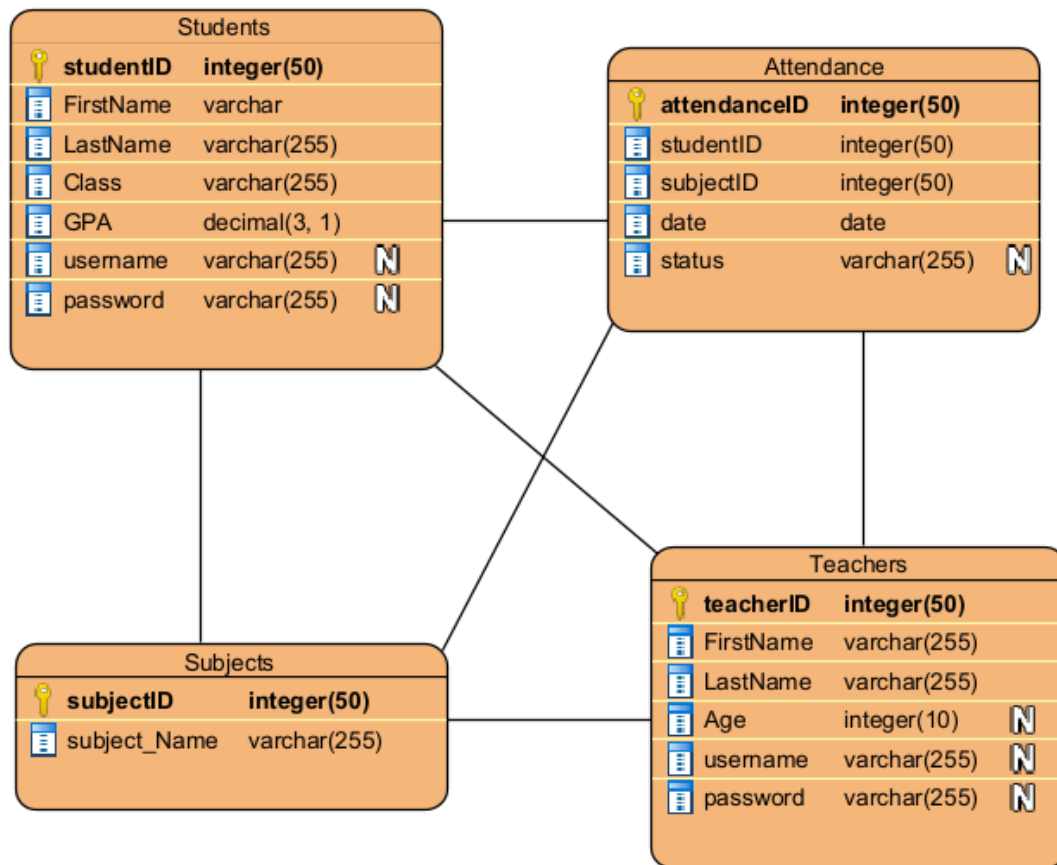 Students
studentID integer(50)
FirstName varchar
LastName varchar(255)
Class varchar(255)
GPA decimal(3, 1)
username varchar(255) N
password varchar(255) N
Attendance
attendanceID integer(50)
studentID integer(50)
subjectID integer(50)
date date
status varchar(255) N
Subjects
subjectID integer(50)
subject_Name varchar(255)
Teachers
teacherID integer(50)
FirstName varchar(255)
LastName varchar(255)
Age integer(10) N
username varchar(255) N
password varchar(255) N